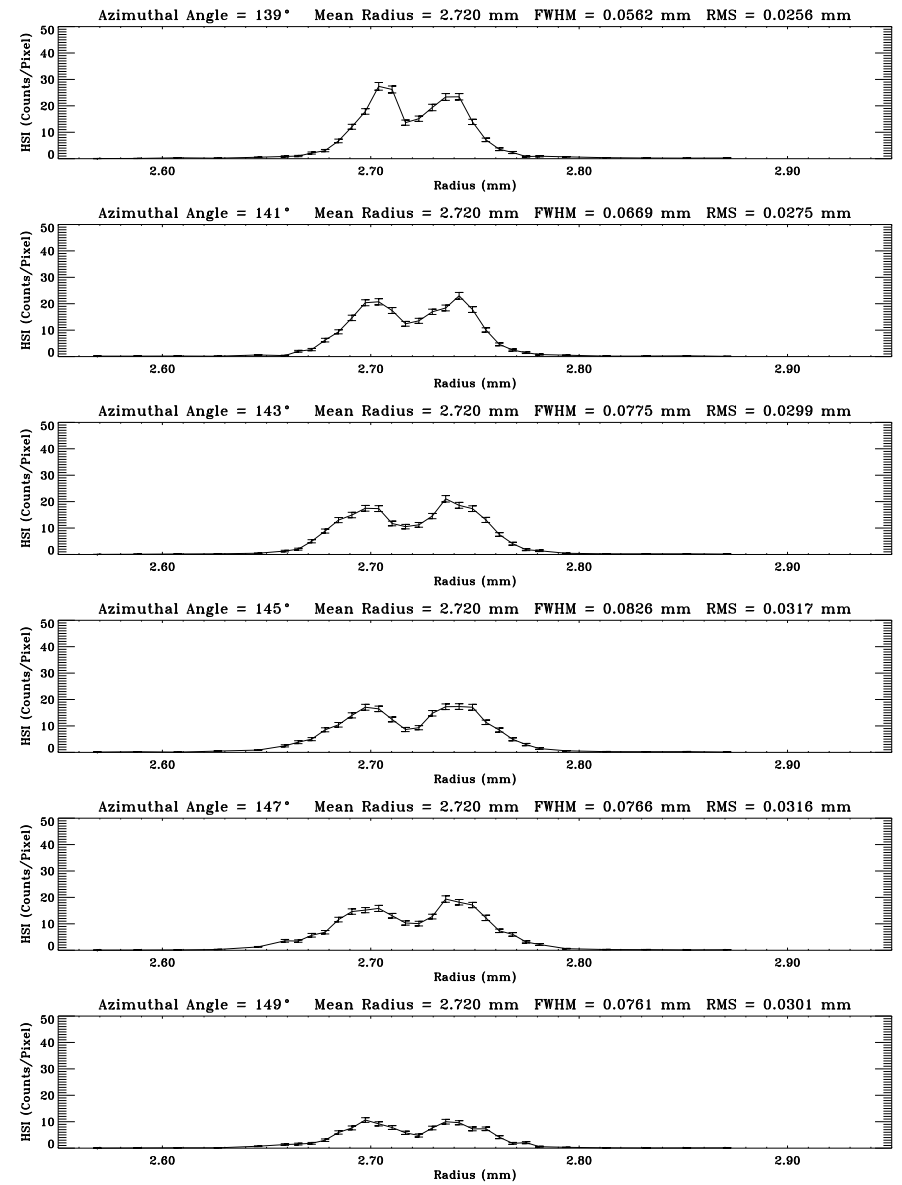 Azimuthal Angle = 139° Mean Radius = 2.720 mm FWHM = 0.0562 mm RMS = 0.0256
HSI (Counts/Pixel)
50
40
30
20
10
0
2.60 2.70 2.80 2.90
Radius (mm)
Azimuthal Angle = 141° Mean Radius = 2.720 mm FWHM = 0.0669 mm RMS = 0.0275
HSI (Counts/Pixel)
50
40
30
20
10
0
2.60 2.70 2.80 2.90
Radius (mm)
Azimuthal Angle = 143° Mean Radius = 2.720 mm FWHM = 0.0775 mm RMS = 0.0299
HSI (Counts/Pixel)
50
40
30
20
10
0
2.60 2.70 2.80 2.90
Radius (mm)
Azimuthal Angle = 145° Mean Radius = 2.720 mm FWHM = 0.0826 mm RMS = 0.0317
HSI (Counts/Pixel)
50
40
30
20
10
0
2.60 2.70 2.80 2.90
Radius (mm)
Azimuthal Angle = 147° Mean Radius = 2.720 mm FWHM = 0.0766 mm RMS = 0.0316
HSI (Counts/Pixel)
50
40
30
20
10
0
2.60 2.70 2.80 2.90
Radius (mm)
Azimuthal Angle = 149° Mean Radius = 2.720 mm FWHM = 0.0761 mm RMS = 0.0301
HSI (Counts/Pixel)
50
40
30
20
10
0
2.60 2.70 2.80 2.90
Radius (mm)